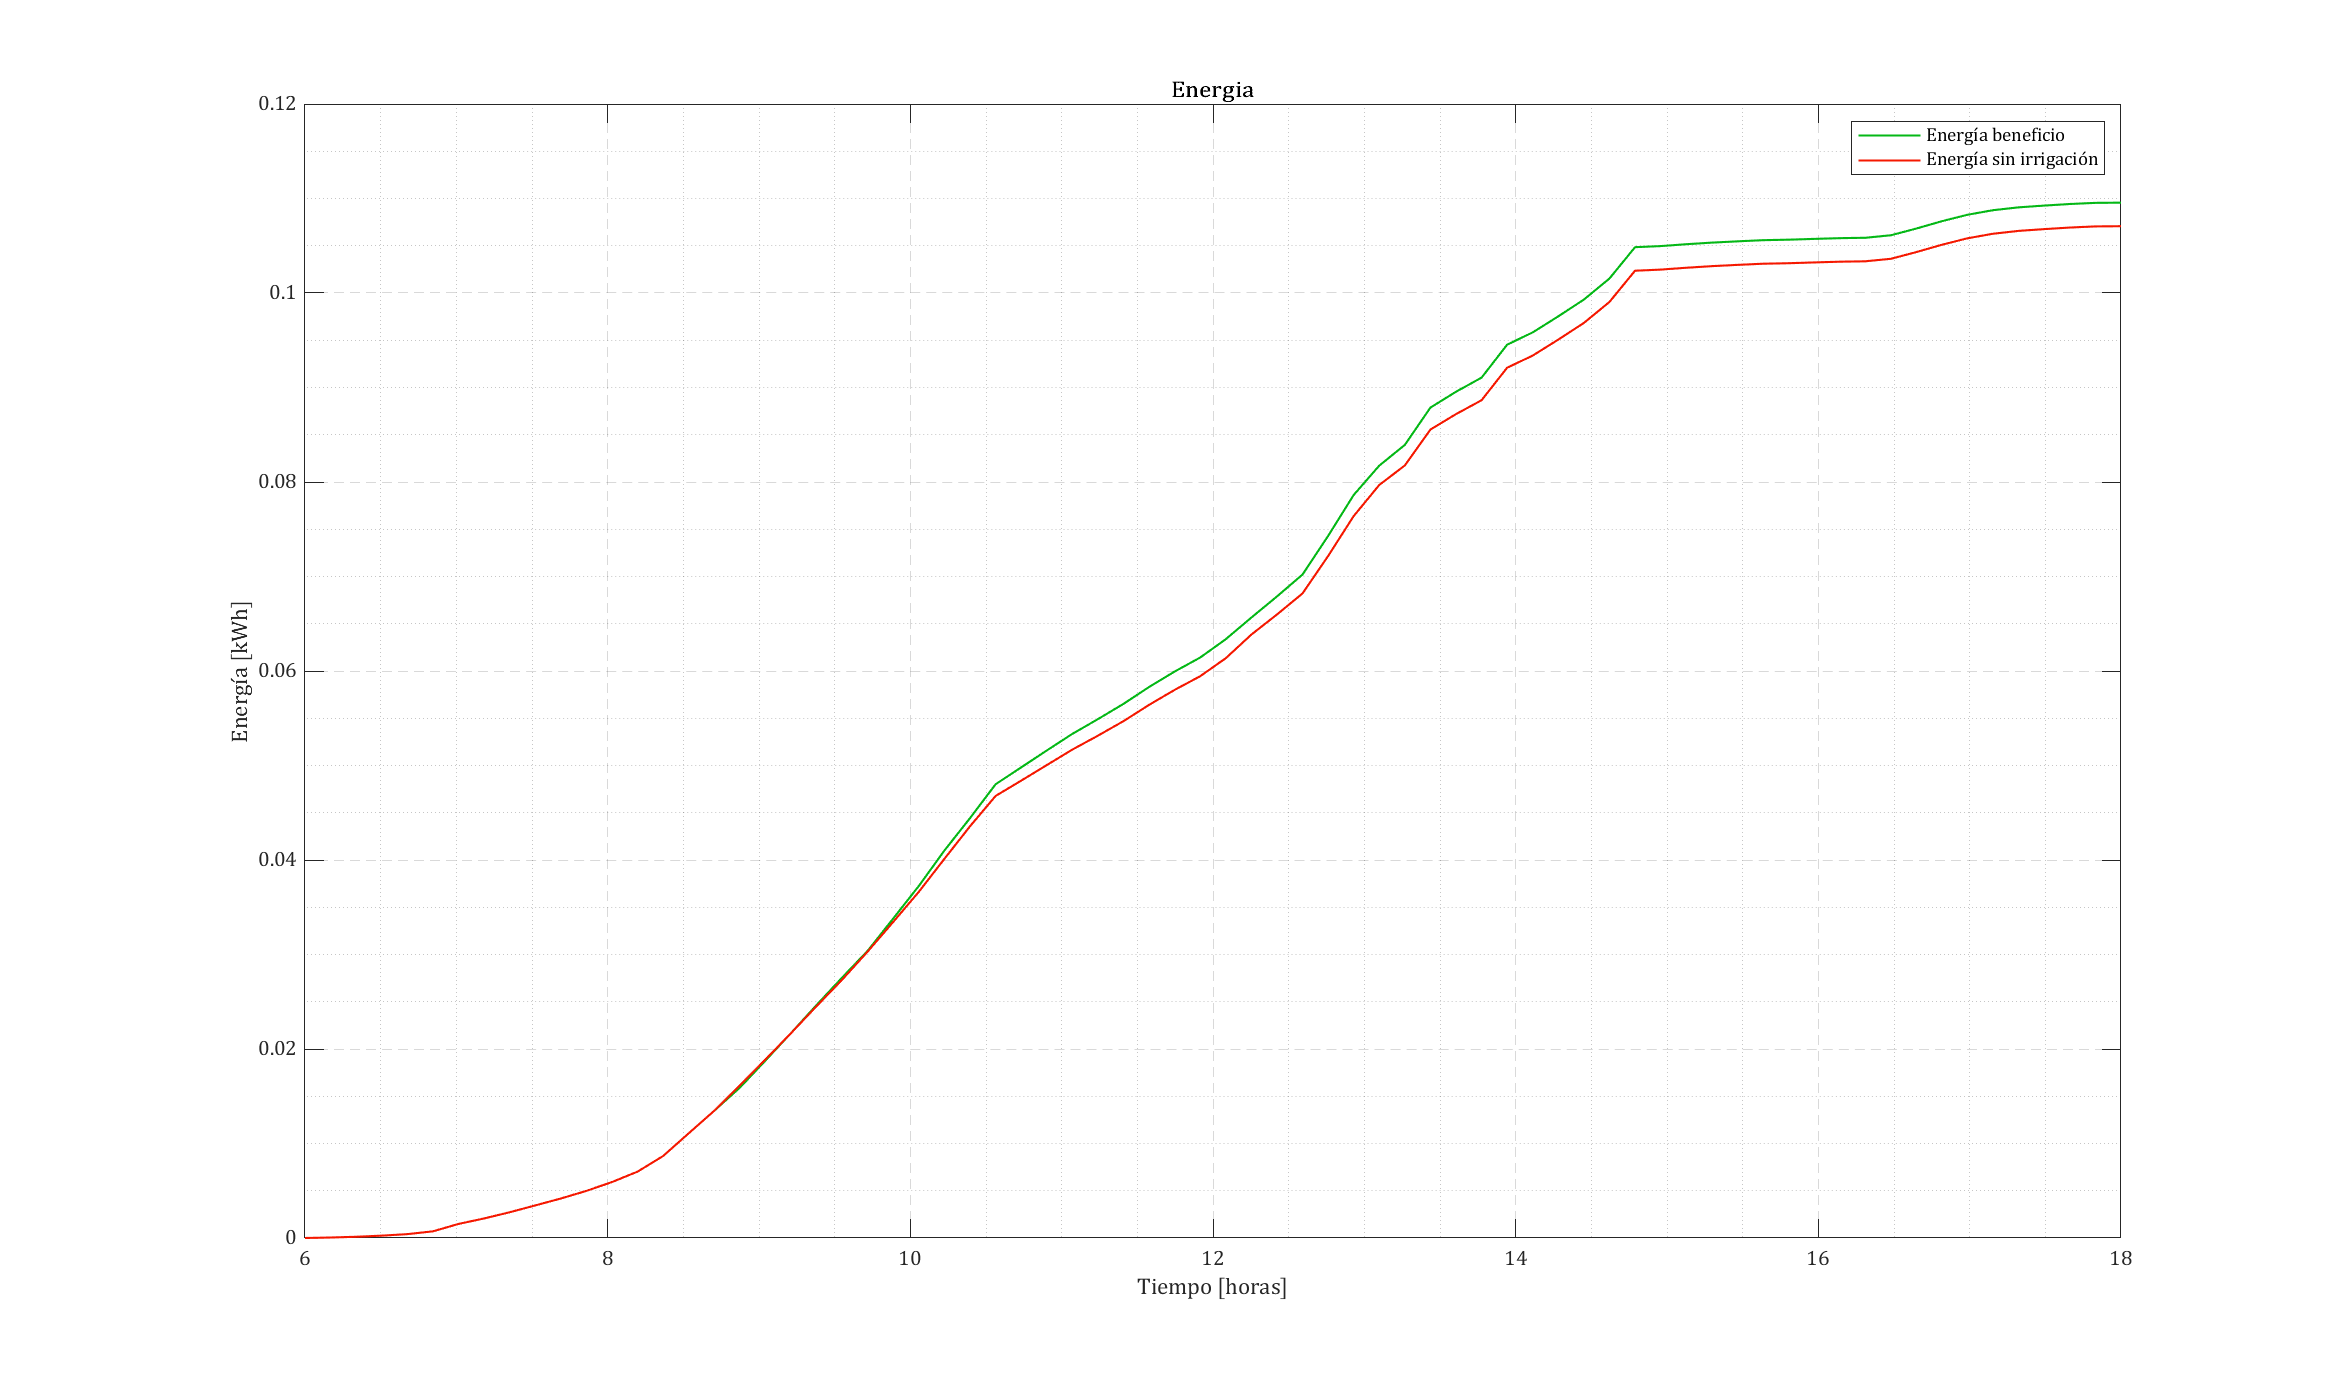 Energia
0.12
0.1
0.08
0.06
0.04
0.02
0
Energía [kWh]
Energía beneficio
Energía sin irrigación
6 8 10 12 14 16 18
Tiempo [horas]